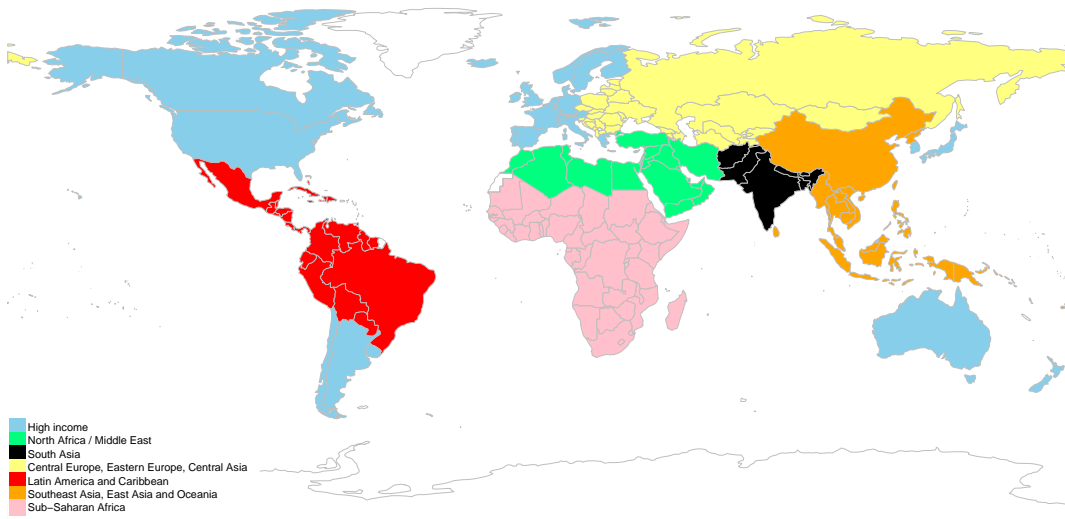 High income
North Africa / Middle East
South Asia
Central Europe, Eastern Europe, Central Asia
Latin America and Caribbean
Southeast Asia, East Asia and Oceania
Sub−Saharan Africa